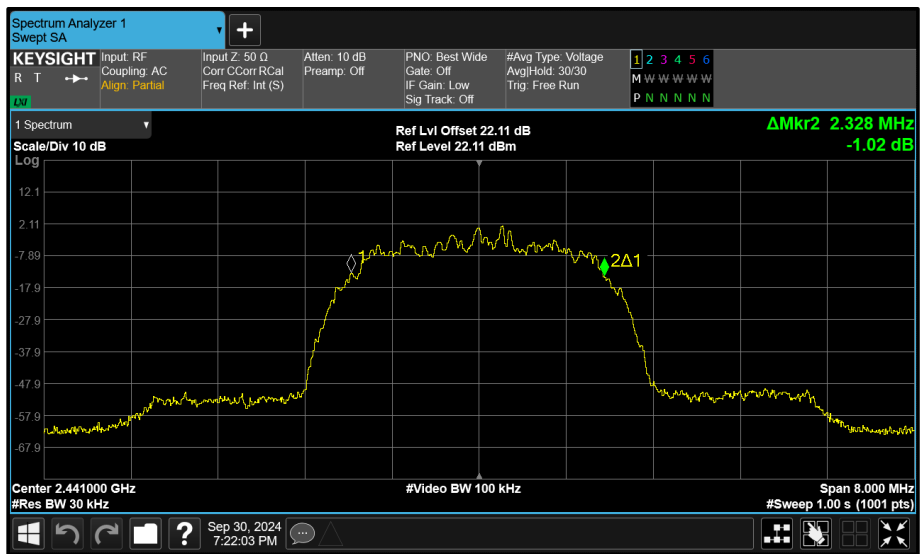 Spectrum Analyzer 1
Swept SA
KEYSIGHT
R T
LXI
Input: RF
Coupling: AC
Align: Partial
Input Z: 50 Ω
Corr CCorr RCal
Freq Ref: Int (S)
Atten: 10 dB
Preamp: Off
PNO: Best Wide
Gate: Off
IF Gain: Low
Sig Track: Off
#Avg Type: Voltage
Avg|Hold: 30/30
Trig: Free Run
1 2 3 4 5 6
M W W W W W
P N N N N N
1 Spectrum
Scale/Div 10 dB
Ref Lvl Offset 22.11 dB
Ref Level 22.11 dBm
ΔMkr2 2.328 MHz
-1.02 dB
Log
12.1
2.11
-7.89
-17.9
-27.9
-37.9
-47.9
-57.9
-67.9
1
2Δ1
Center 2.441000 GHz
#Video BW 100 kHz
Span 8.000 MHz
#Res BW 30 kHz
#Sweep 1.00 s (1001 pts)
?
Sep 30, 2024
7:22:03 PM